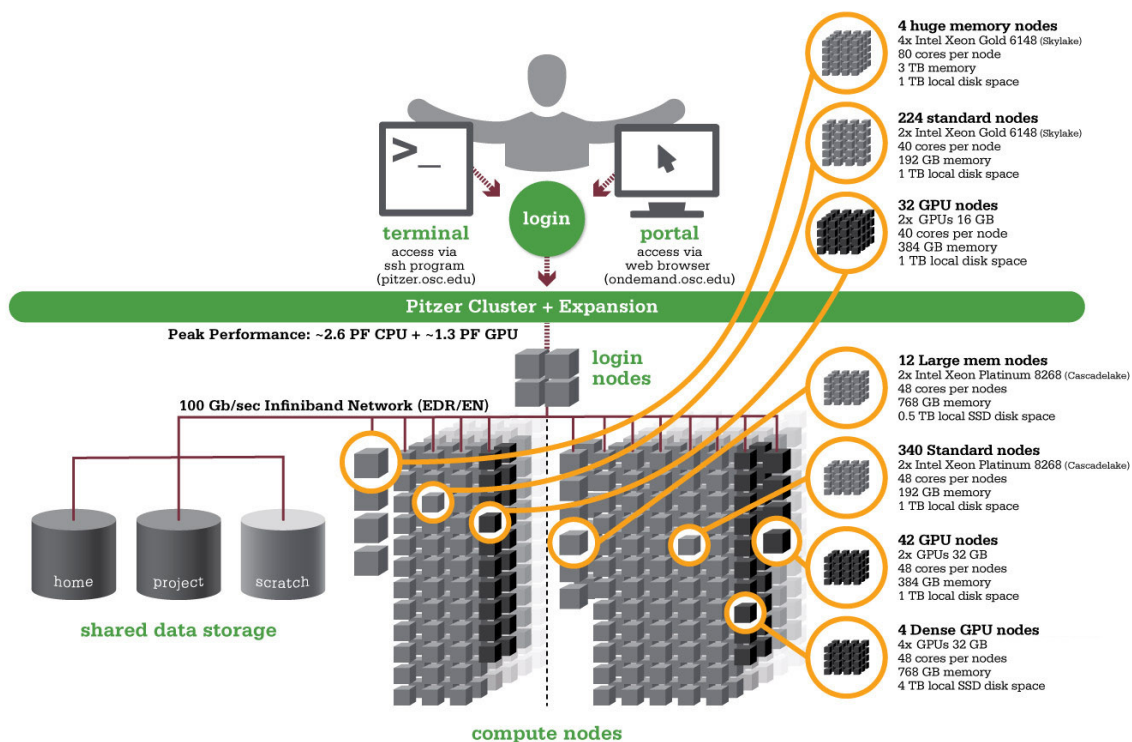 4 huge memory nodes
4x Intel Xeon Gold 6148 (Skylake)
80 cores per node
3 TB memory
1 TB local disk space
224 standard nodes
2x Intel Xeon Gold 6148 (Skylake)
40 cores per node
192 GB memory
1 TB local disk space
32 GPU nodes
2x GPUs 16 GB
40 cores per node
384 GB memory
1 TB local disk space
>_
login
terminal
access via
ssh program
(pitzer.osc.edu)
portal
access via
web browser
(ondemand.osc.edu)
Pitzer Cluster + Expansion
Peak Performance: ~2.6 PF CPU + ~1.3 PF GPU
login
nodes
100 Gb/sec Infiniband Network (EDR/EN)
home
project
scratch
shared data storage
compute nodes
12 Large mem nodes
2x Intel Xeon Platinum 8268 (Cascadelake)
48 cores per nodes
768 GB memory
0.5 TB local SSD disk space
340 Standard nodes
2x Intel Xeon Platinum 8268 (Cascadelake)
48 cores per nodes
192 GB memory
1 TB local disk space
42 GPU nodes
2x GPUs 32 GB
48 cores per nodes
384 GB memory
1 TB local disk space
4 Dense GPU nodes
4x GPUs 32 GB
48 cores per nodes
768 GB memory
4 TB local SSD disk space